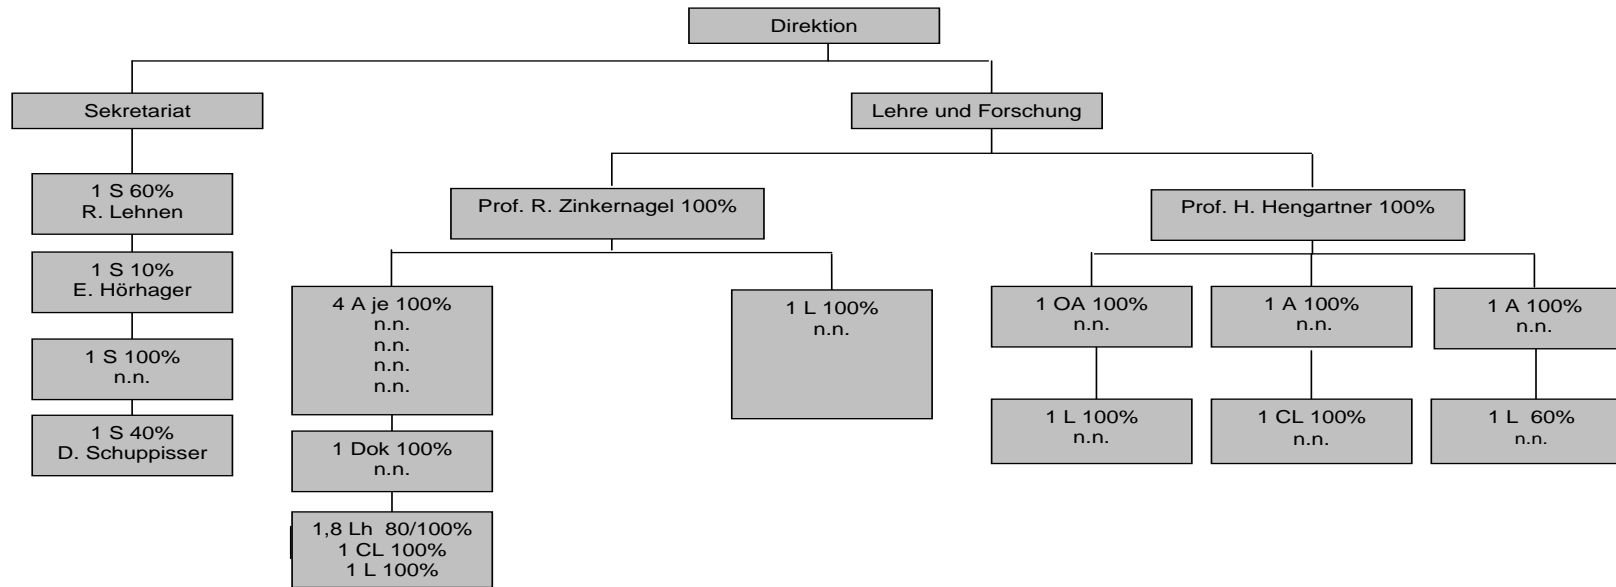 Direktion
Sekretariat
Lehre und Forschung
1 S 60%
R. Lehnen
1 S 10%
E. Hörhager
1 S 100%
n.n.
1 S 40%
D. Schuppisser
Prof. R. Zinkernagel 100%
4 A je 100%
n.n.
n.n.
n.n.
n.n.
1 Dok 100%
n.n.
1,8 Lh 80/100%
1 CL 100%
1 L 100%
1 L 100%
n.n.
Prof. H. Hengartner 100%
1 OA 100%
n.n.
1 L 100%
n.n.
1 A 100%
n.n.
1 CL 100%
n.n.
1 A 100%
n.n.
1 L 60%
n.n.